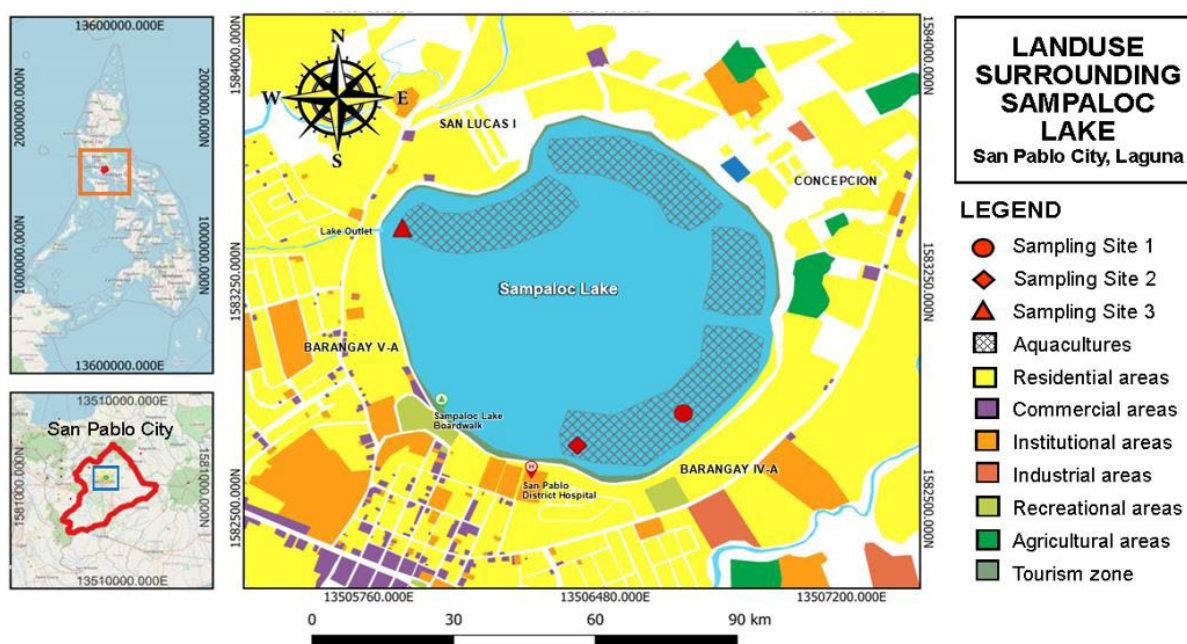 13600000.000E
2000000.000N
1000000.000N
2000000.000N
1000000.000N
13600000.000E
13510000.000E
San Pablo City
1581000.000N
1581000.000N
13510000.000E
1584000.000N
1583250.000N
1582500.000N
N
W
E
S
SAN LUCAS I
CONCEPCION
Lake Outlet
Sampaloc Lake
BARANGAY V-A
Sampaloc Lake
Boardwalk
H
San Pablo
District Hospital
BARANGAY IV-A
1584000.000N
1583250.000N
1582500.000N
13505760.000E
13506480.000E
13507200.000E
0
30
60
90 km
LANDUSE
SURROUNDING
SAMPALOC
LAKE
San Pablo City, Laguna
LEGEND
Sampling Site 1
Sampling Site 2
Sampling Site 3
Aquacultures
Residential areas
Commercial areas
Institutional areas
Industrial areas
Recreational areas
Agricultural areas
Tourism zone